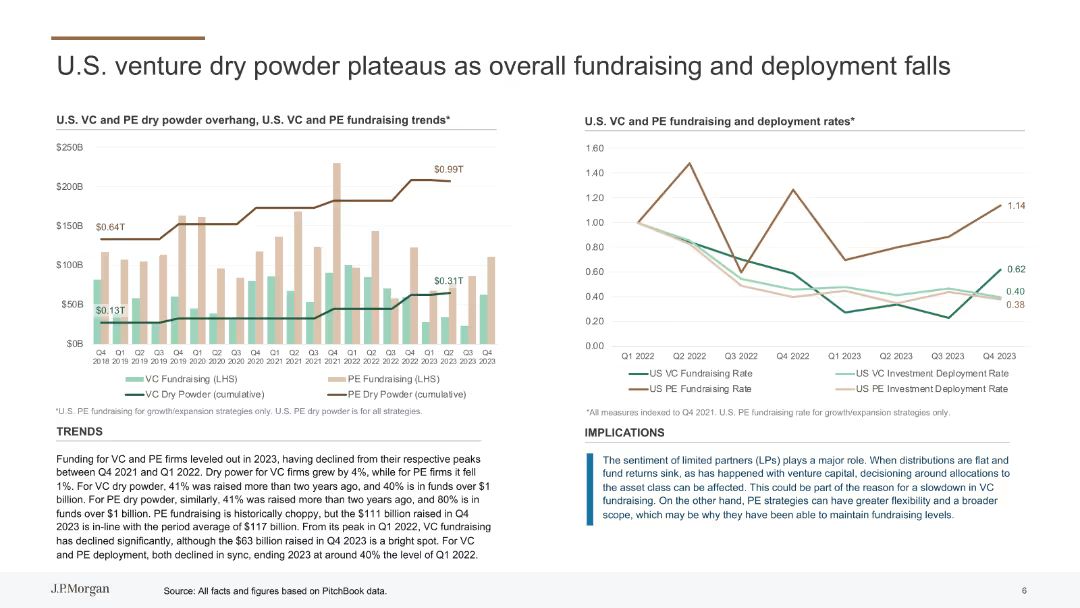 U.S. venture dry powder plateaus as overall fundraising and deployment falls
U.S. VC and PE dry powder overhang, U.S. VC and PE fundraising trends*
$250B
$200B
$150B
$100B
$50B
$0B
$0.64T
$0.13T
$0.99T
$0.31T
Q4 Q1 Q2 Q3 Q4 Q1 Q2 Q3 Q4 Q1 Q2 Q3 Q4 Q1 Q2 Q3 Q4 Q1 Q2 Q3 Q4
2018 2019 2019 2019 2019 2020 2020 2020 2020 2021 2021 2021 2021 2022 2022 2022 2022 2023 2023 2023 2023
VC Fundraising (LHS) PE Fundraising (LHS)
VC Dry Powder (cumulative) PE Dry Powder (cumulative)
*U.S. PE fundraising for growth/expansion strategies only. U.S. PE dry powder is for all strategies.
TRENDS
Funding for VC and PE firms leveled out in 2023, having declined from their respective peaks
between Q4 2021 and Q1 2022. Dry power for VC firms grew by 4%, while for PE firms it fell
1%. For VC dry powder, 41% was raised more than two years ago, and 40% is in funds over $1
billion. For PE dry powder, similarly, 41% was raised more than two years ago, and 80% is in
funds over $1 billion. PE fundraising is historically choppy, but the $111 billion raised in Q4
2023 is in-line with the period average of $117 billion. From its peak in Q1 2022, VC fundraising
has declined significantly, although the $63 billion raised in Q4 2023 is a bright spot. For VC
and PE deployment, both declined in sync, ending 2023 at around 40% the level of Q1 2022.
U.S. VC and PE fundraising and deployment rates*
1.60
1.40
1.20
1.00
0.80
0.60
0.40
0.20
0.00
1.14
0.62
0.40
0.38
Q1 2022 Q2 2022 Q3 2022 Q4 2022 Q1 2023 Q2 2023 Q3 2023 Q4 2023
US VC Fundraising Rate US VC Investment Deployment Rate
US PE Fundraising Rate US PE Investment Deployment Rate
*All measures indexed to Q4 2021. U.S. PE fundraising rate for growth/expansion strategies only.
IMPLICATIONS
The sentiment of limited partners (LPs) plays a major role. When distributions are flat and
fund returns sink, as has happened with venture capital, decisioning around allocations to
the asset class can be affected. This could be part of the reason for a slowdown in VC
fundraising. On the other hand, PE strategies can have greater flexibility and a broader
scope, which may be why they have been able to maintain fundraising levels.
J.P.Morgan
Source: All facts and figures based on PitchBook data.
6